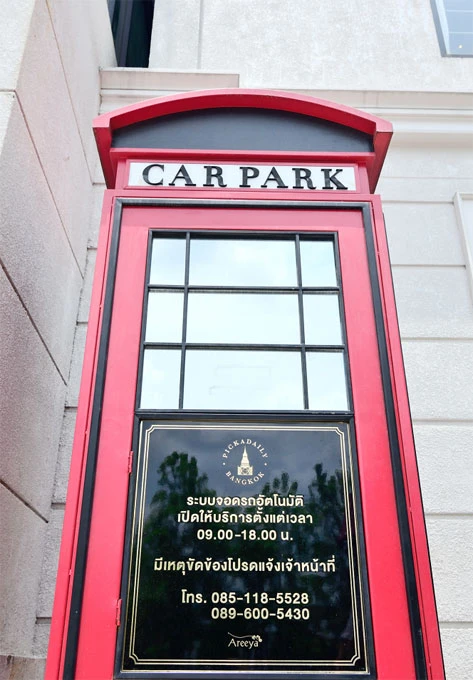 CAR PARK
PICKADAILY
BANGKOK
ระบบจอดรถอัตโนมัติ
เปิดให้บริการตั้งแต่เวลา
09.00-18.00 น.
มีเหตุขัดข้องโปรดแจ้งเจ้าหน้าที่
โทร. 085-118-5528
089-600-5430
Areeya